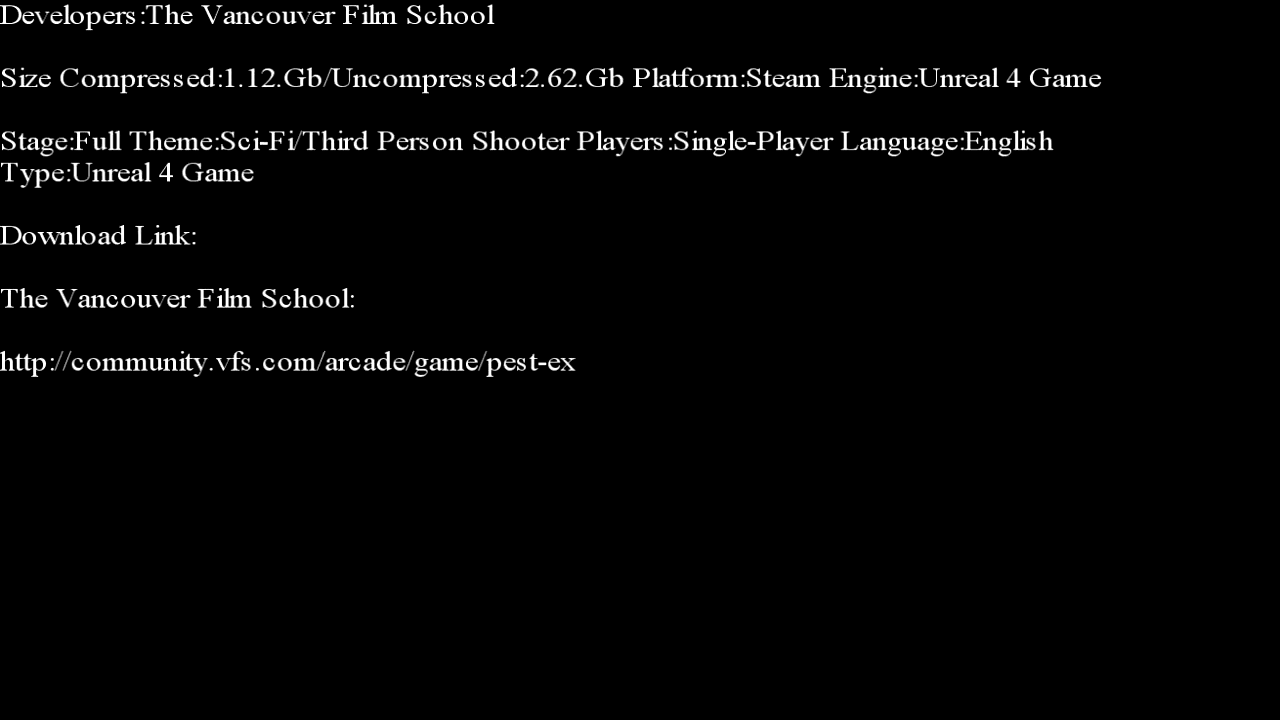 Developers:The Vancouver Film School
Size Compressed:1.12.Gb/Uncompressed:2.62.Gb Platform:Steam Engine:Unreal 4 Game
Stage:Full Theme:Sci-Fi/Third Person Shooter Players:Single-Player Language:English
Type:Unreal 4 Game
Download Link:
The Vancouver Film School:
http://community.vfs.com/arcade/game/pest-ex